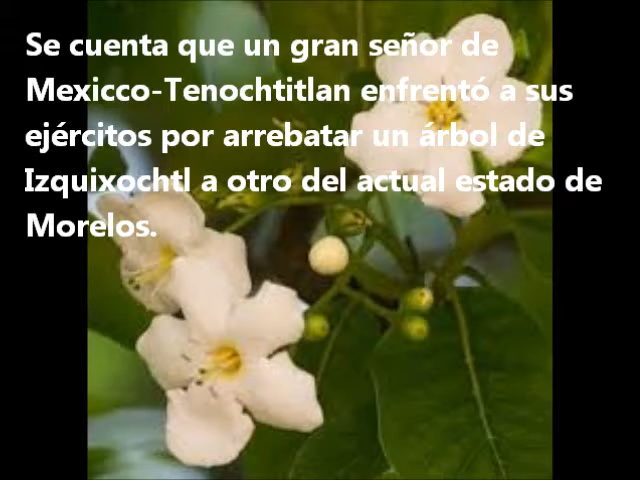 Se cuenta que un gran señor de
Mexicco-Tenochtitlan enfrentó a sus
ejércitos por arrebatar un árbol de
Izquixochtl a otro del actual estado de
Morelos.